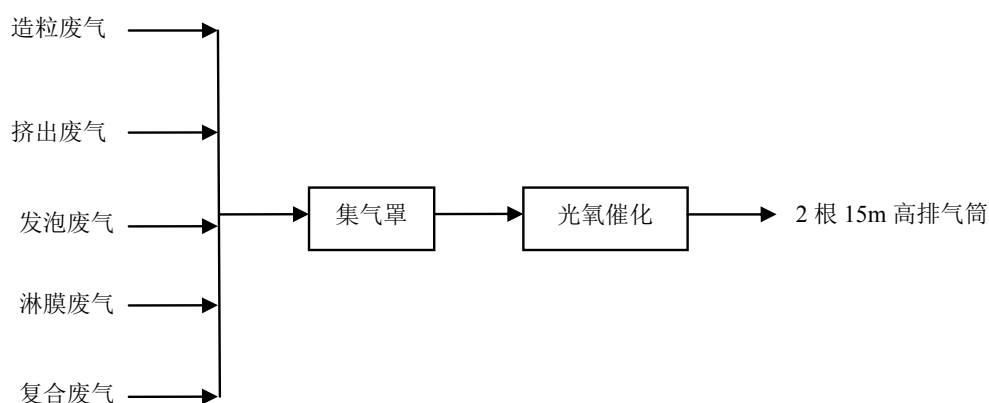 造粒废气
挤出废气
发泡废气
集气罩
光氧催化
2 根 15m 高排气筒
淋膜废气
复合废气